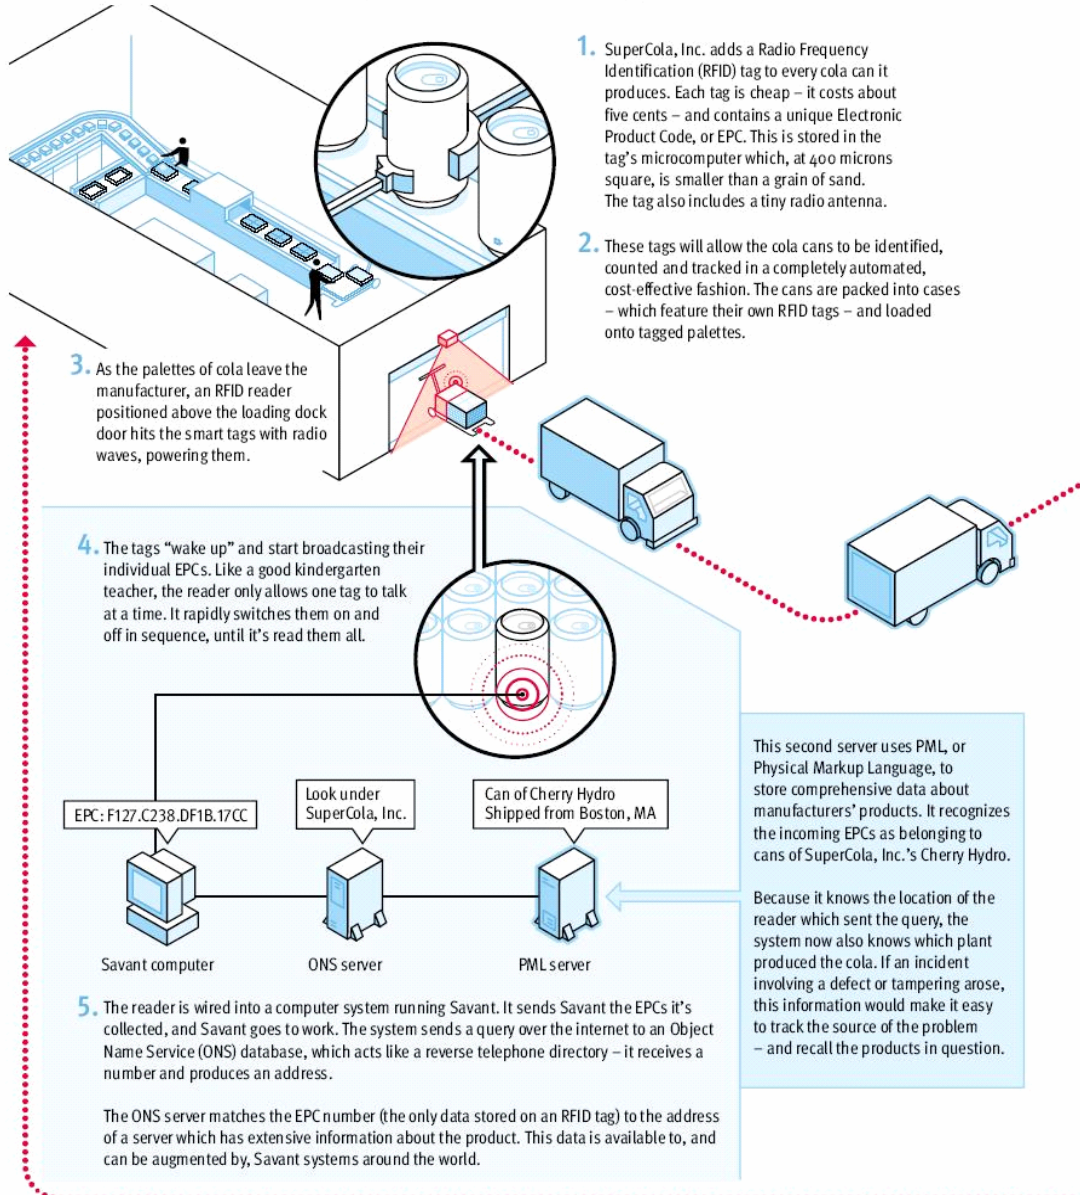 1. SuperCola, Inc. adds a Radio Frequency
Identification (RFID) tag to every cola can it
produces. Each tag is cheap – it costs about
five cents – and contains a unique Electronic
Product Code, or EPC. This is stored in the
tag's microcomputer which, at 400 microns
square, is smaller than a grain of sand.
The tag also includes a tiny radio antenna.
2. These tags will allow the cola cans to be identified,
counted and tracked in a completely automated,
cost-effective fashion. The cans are packed into cases
– which feature their own RFID tags – and loaded
onto tagged palettes.
3. As the palettes of cola leave the
manufacturer, an RFID reader
positioned above the loading dock
door hits the smart tags with radio
waves, powering them.
4. The tags “wake up” and start broadcasting their
individual EPCs. Like a good kindergarten
teacher, the reader only allows one tag to talk
at a time. It rapidly switches them on and
off in sequence, until it's read them all.
EPC: F127.C238.DF1B.17CC
Look under
SuperCola, Inc.
Can of Cherry Hydro
Shipped from Boston, MA
Savant computer
ONS server
PML server
This second server uses PML, or
Physical Markup Language, to
store comprehensive data about
manufacturers' products. It recognizes
the incoming EPCs as belonging to
cans of SuperCola, Inc.'s Cherry Hydro.
Because it knows the location of the
reader which sent the query, the
system now also knows which plant
produced the cola. If an incident
involving a defect or tampering arose,
this information would make it easy
to track the source of the problem
– and recall the products in question.
5. The reader is wired into a computer system running Savant. It sends Savant the EPCs it's
collected, and Savant goes to work. The system sends a query over the internet to an Object
Name Service (ONS) database, which acts like a reverse telephone directory – it receives a
number and produces an address.
The ONS server matches the EPC number (the only data stored on an RFID tag) to the address
of a server which has extensive information about the product. This data is available to, and
can be augmented by, Savant systems around the world.